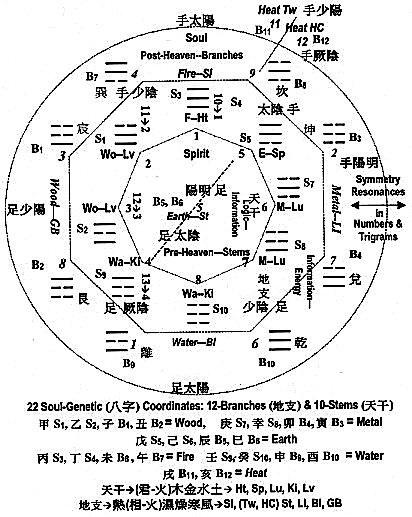 手太陽
Soul
Post-Heaven--Branches
Heat Tw 手少陽
B11 Heat HC
12 B12
手厥陰
B7 4 Fire--SI 9 B8
巽 手少陰 坎
太陰 手
S3 10→1 S4
F--Ht
11→2
B1 辰 S1 S5 坤 B3
3 Wo--Lv 1 E--Sp 2
2 Spirit 5
手陽明
足少陽 Wood--GB
Metal--LI
陽明足
B5, B6
5
Earth--St
足太陰
Logic--Information
天干
Wo--Lv 3 12→3 6 M--Lu
S2 S7
Symmetry
Resonances
in
Numbers &
Trigrams
Wa--Ki 4 Pre-Heaven--Stems 7 M--Lu
S9 13→4 S8
B2 8 8 7 B4
艮 Wa--Ki 兌
足 厥陰 S10 地支 少陰 足
Information--Energy
1 離 Water--Bl 6 乾
B9 B10
足太陽
22 Soul-Genetic (八字) Coordinates: 12-Branches (地支) & 10-Stems (天干)
甲 S1, 乙 S2, 子 B1, 丑 B2 = Wood, 庚 S7, 幸 S8, 卯 B4, 寅 B3 = Metal
戊 S5, 己 S6, 辰 B5, 巳 B6 = Earth
丙 S3, 丁 S4, 未 B8, 午 B7 = Fire 壬 S9, 癸 S10, 申 B9, 酉 B10 = Water
戌 B11, 亥 B12 = Heat
天干→(君-火)木金水土→ Ht, Sp, Lu, Ki, Lv
地支→熱(相-火)濕燥寒風→ SI, (Tw, HC) St, LI, Bl, GB